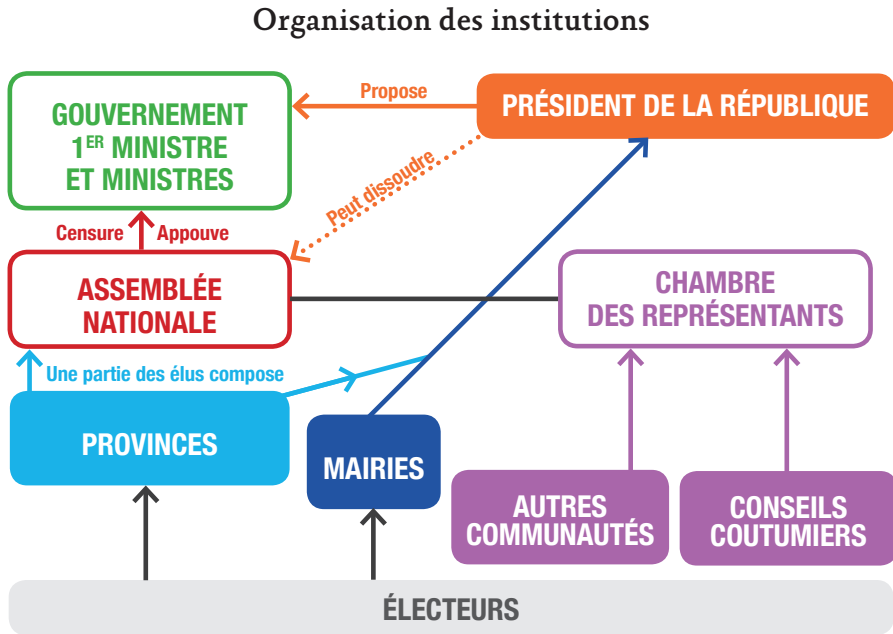 Organisation des institutions
GOUVERNEMENT
1ER MINISTRE
ET MINISTRES
Propose
PRÉSIDENT DE LA RÉPUBLIQUE
Peut dissoudre
Censure Appouve
ASSEMBLÉE
NATIONALE
CHAMBRE
DES REPRÉSENTANTS
Une partie des élus compose
PROVINCES
MAIRIES
AUTRES
COMMUNAUTÉS
CONSEILS
COUTUMIERS
ÉLECTEURS